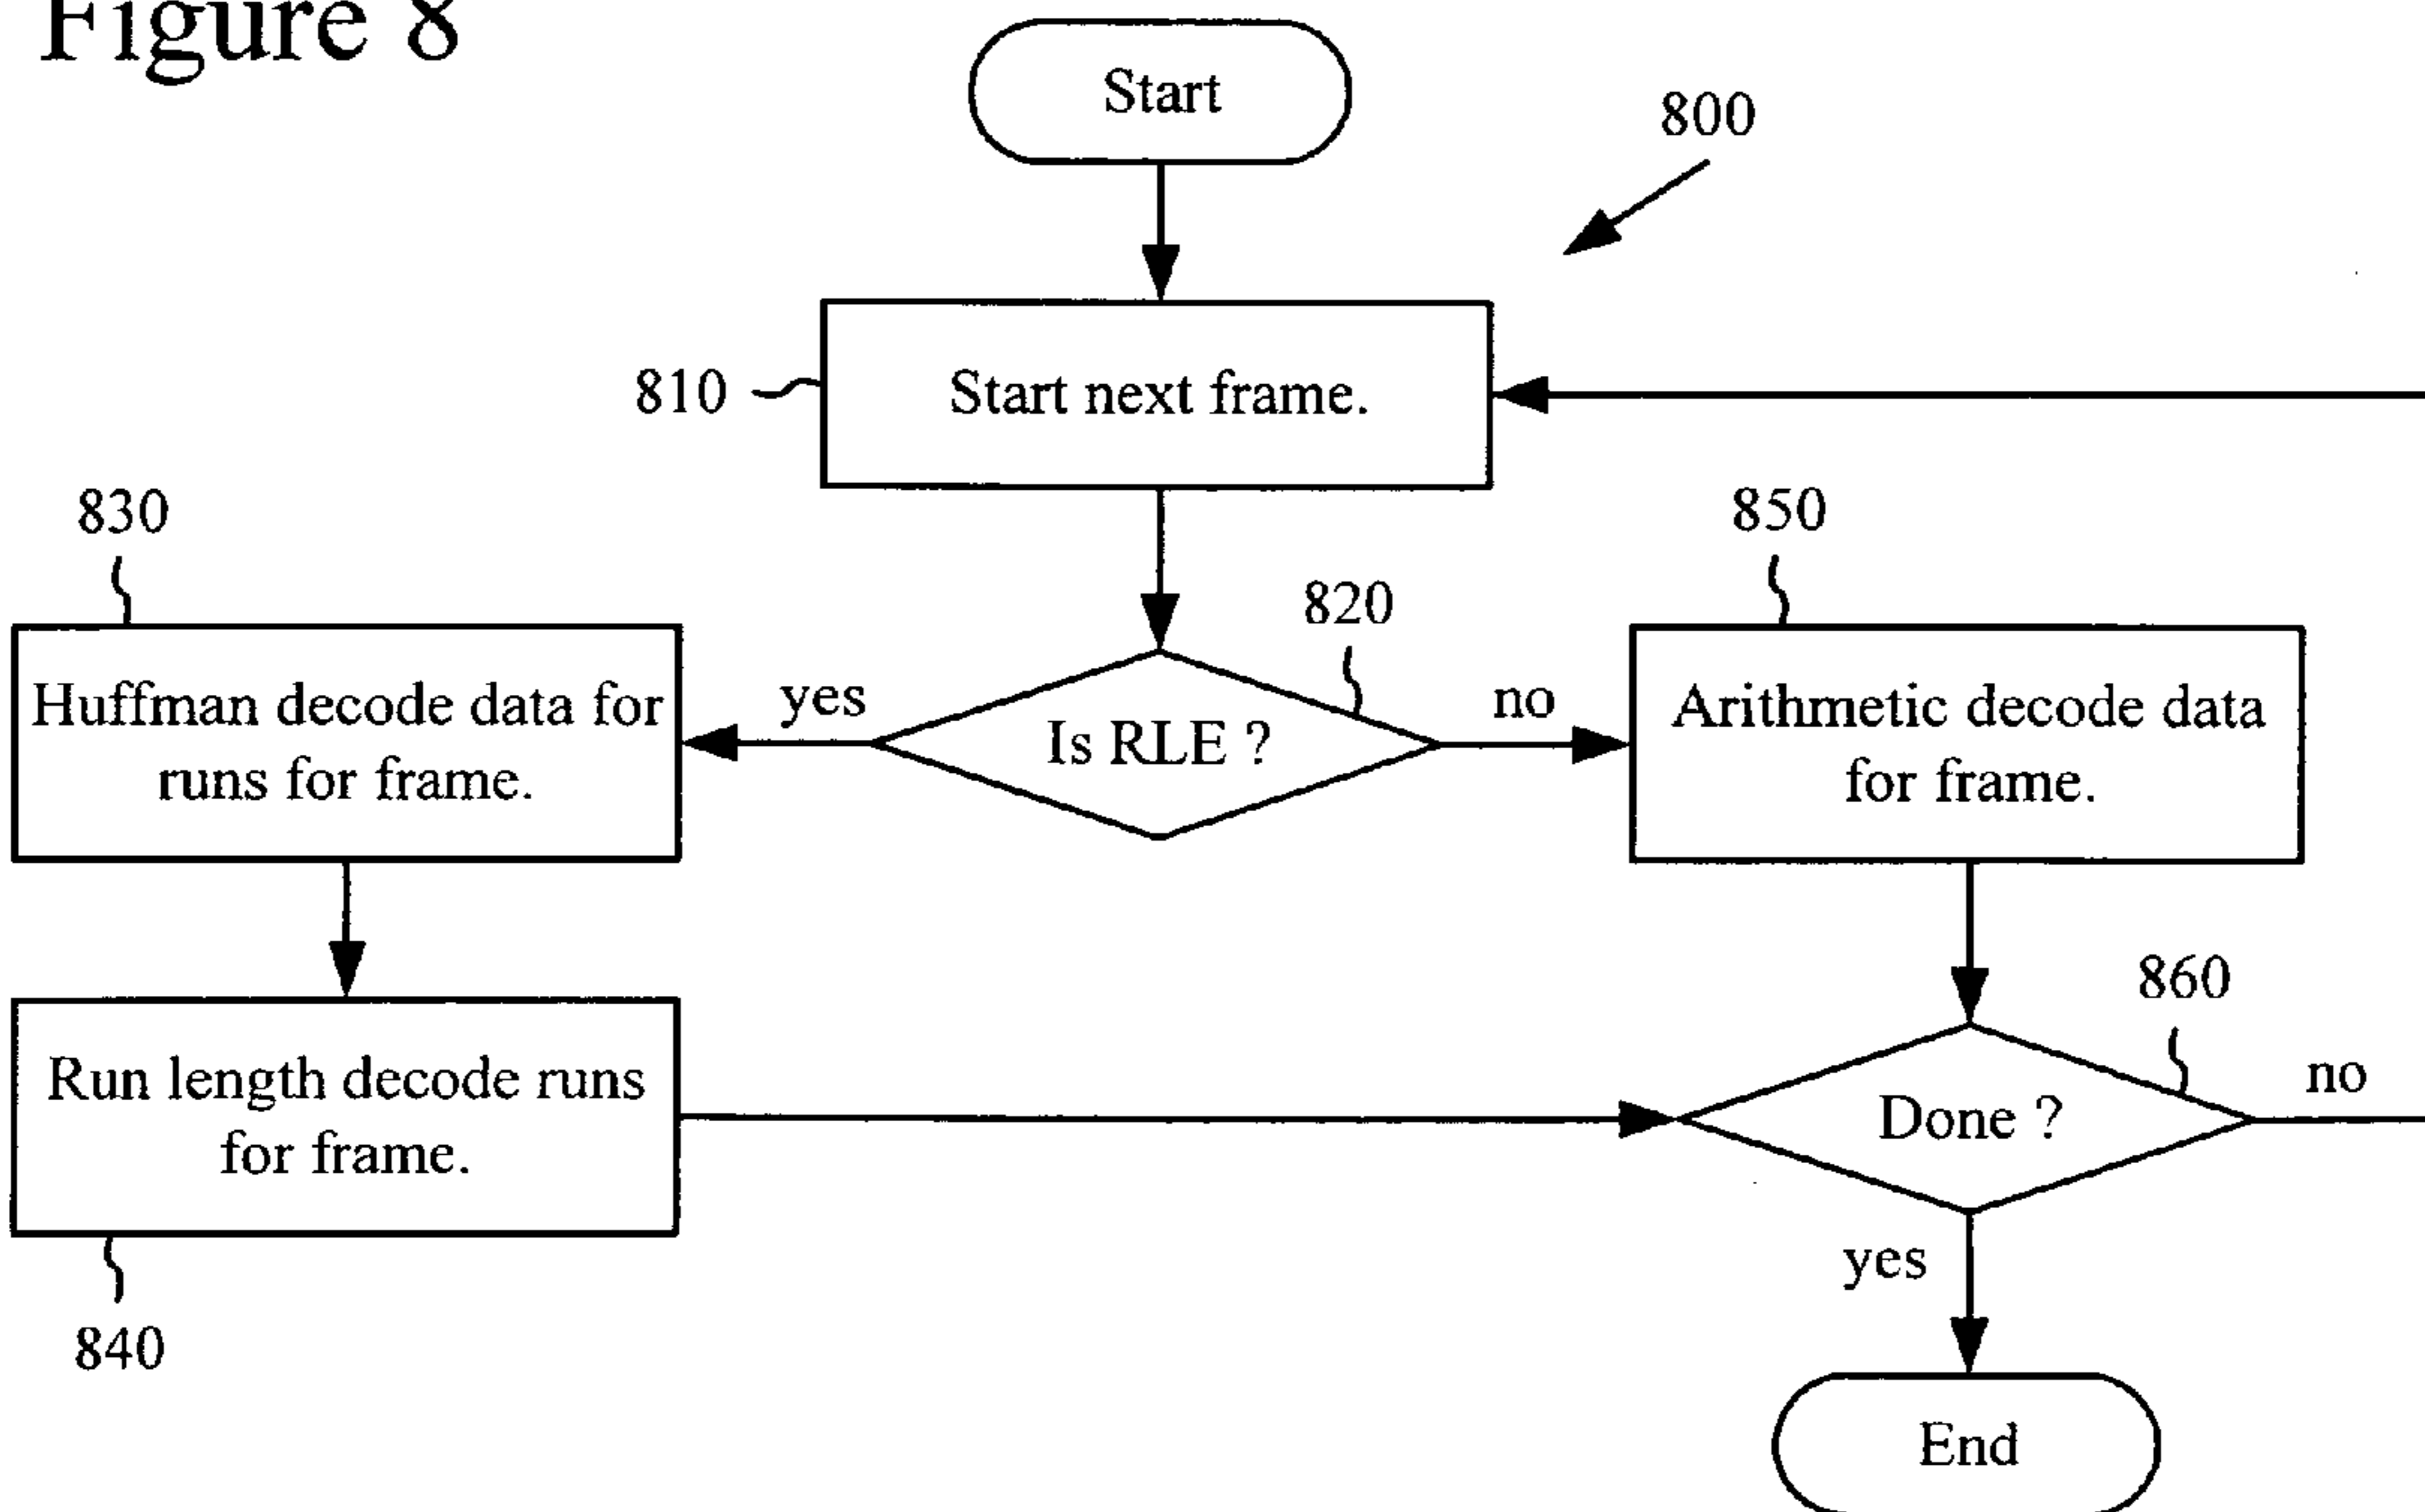 Figure 8
Start
800
810
Start next frame.
830
850
820
Huffman decode data for
runs for frame.
yes
Is RLE ?
no
Arithmetic decode data
for frame.
860
Run length decode runs
for frame.
Done ?
no
yes
840
End